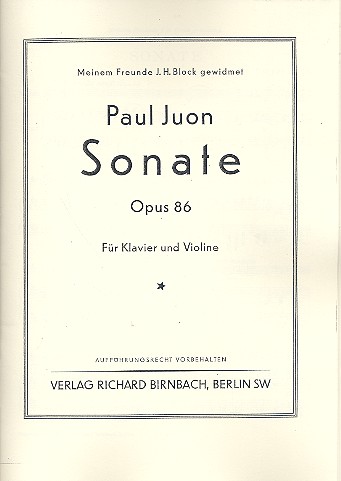 Meinem Freunde J. H. Block gewidmet
Paul Juon
Sonate
Opus 86
Für Klavier und Violine
AUFFÜHRUNGSRECHT VORBEHALTEN
VERLAG RICHARD BIRNBACH, BERLIN SW